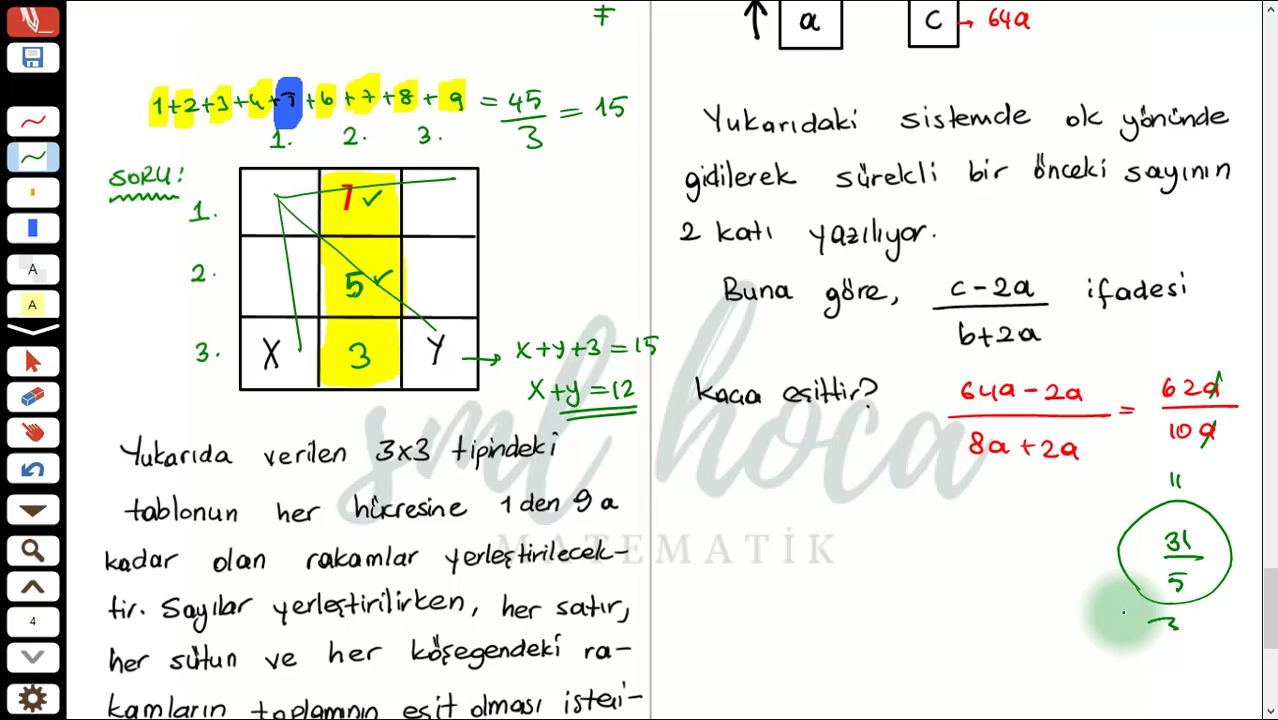 ≠
1+2+3+4+5+6+7+8+9 = 45/3 = 15
1. 2. 3.
SORU:
1. 7 ✓
2. 5 ✓
3. X 3 Y → x+y+3=15
x+y=12
Yukarıda verilen 3x3 tipindeki
tablonun her hücresine 1 den 9 a
kadar olan rakamlar yerleştirilecek-
tir. Sayılar yerleştirilirken, her satır,
her sütun ve her köşegendeki ra-
kamların toplamının eşit olması isteni-
↑ a c → 64a
Yukarıdaki sistemde ok yönünde
gidilerek sürekli bir önceki sayının
2 katı yazılıyor.
Buna göre, (c-2a)/(b+2a) ifadesi
kaça eşittir? (64a-2a)/(8a+2a) = 62a/10a
"
31/5
sml hoca
MATEMATİK
A
A
4